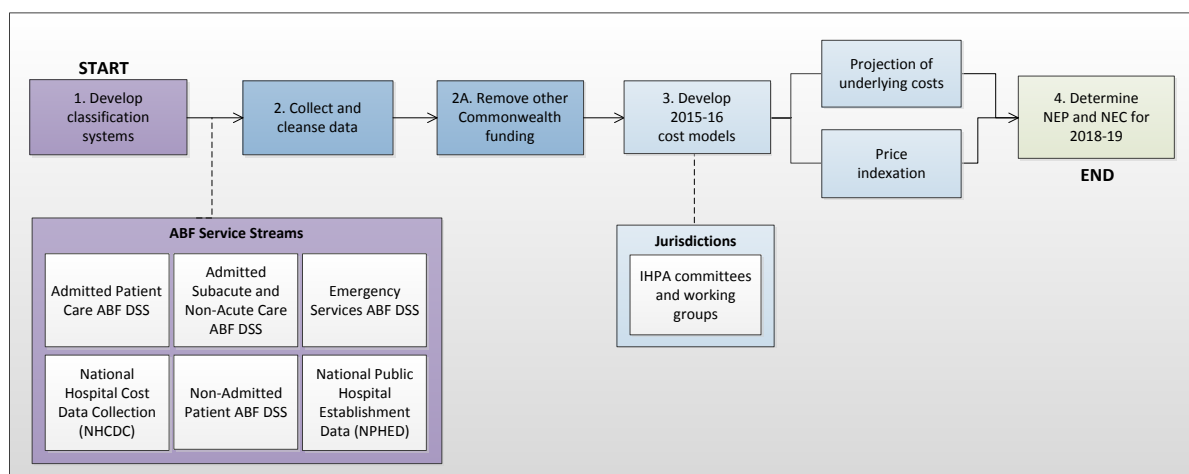 START
1. Develop
classification
systems
2. Collect and
cleanse data
2A. Remove other
Commonwealth
funding
3. Develop
2015-16
cost models
Projection of
underlying costs
Price
indexation
4. Determine
NEP and NEC for
2018-19
END
ABF Service Streams
Admitted Patient
Care ABF DSS
Admitted
Subacute and
Non-Acute Care
ABF DSS
Emergency
Services ABF DSS
National
Hospital Cost
Data Collection
(NHCDC)
Non-Admitted
Patient ABF DSS
National Public
Hospital
Establishment
Data (NPHED)
Jurisdictions
IHPA committees
and working
groups